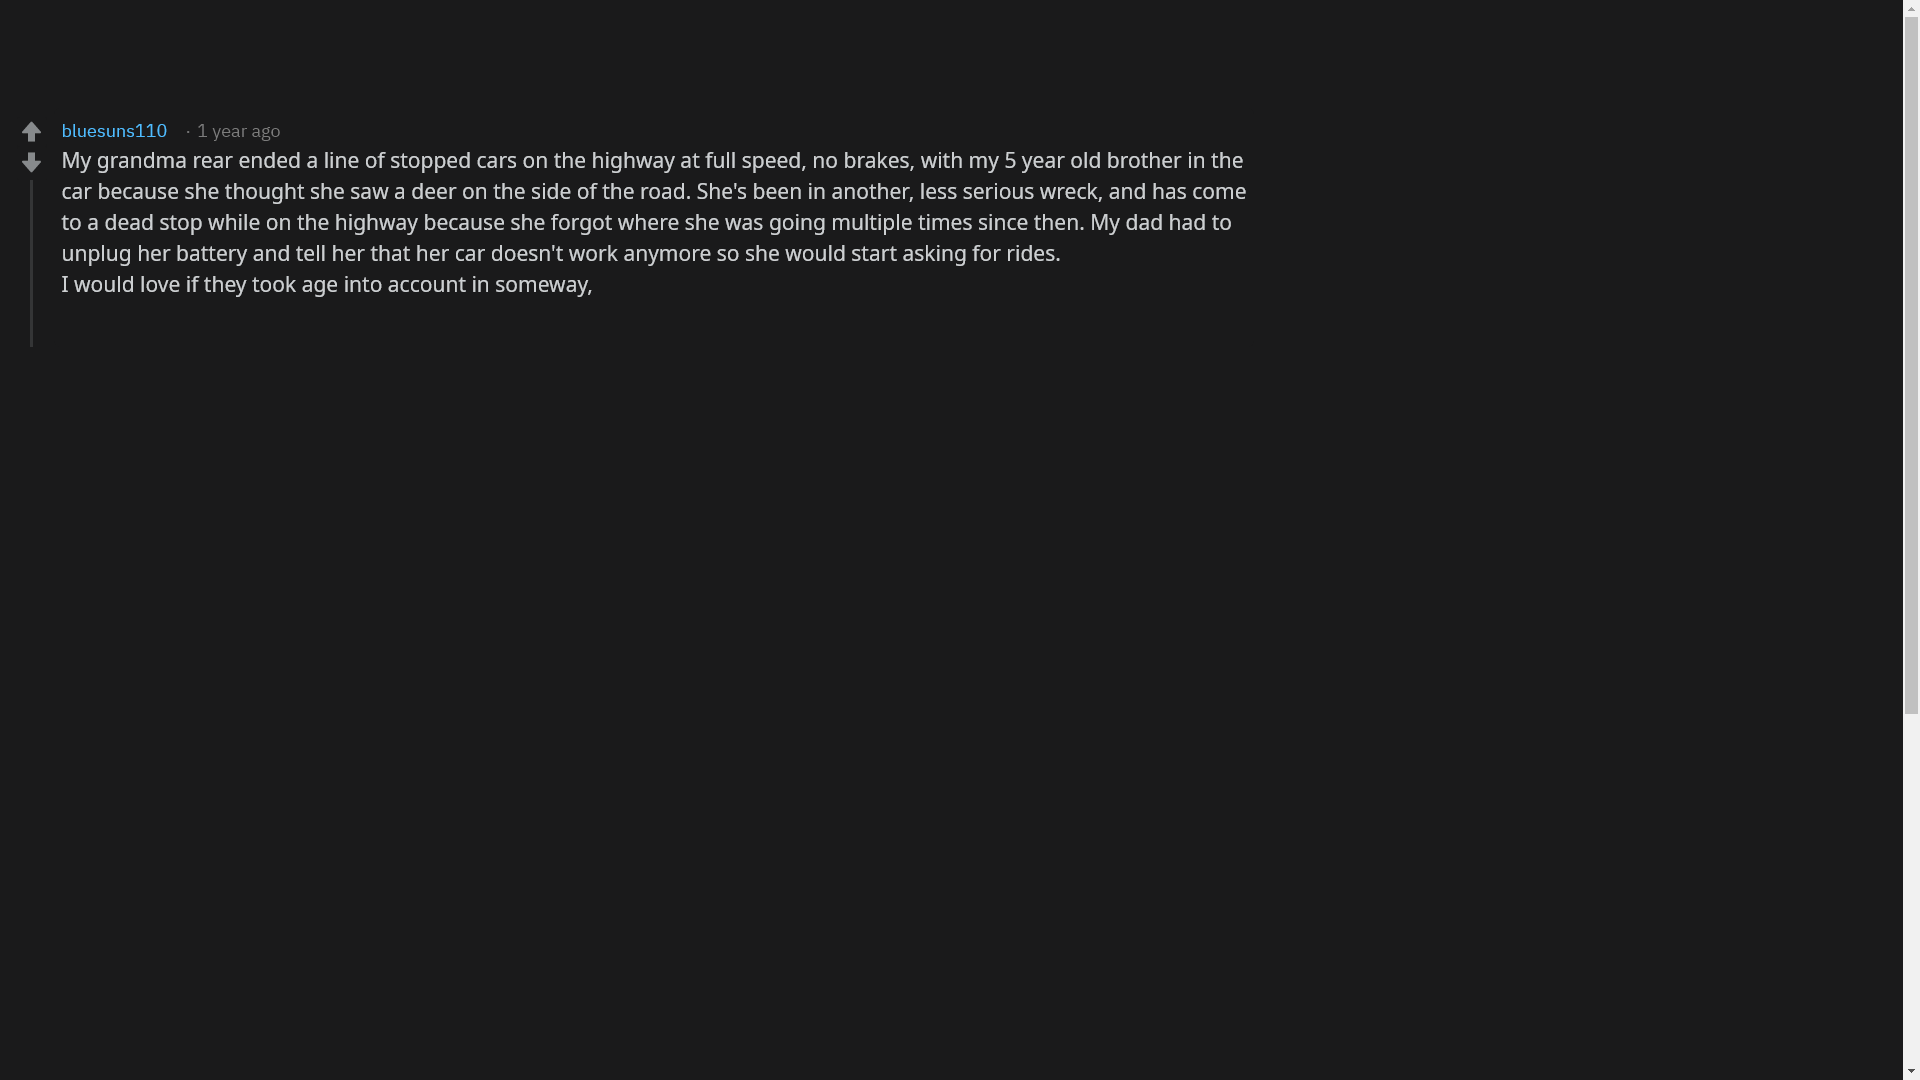 bluesuns110 · 1 year ago
My grandma rear ended a line of stopped cars on the highway at full speed, no brakes, with my 5 year old brother in the
car because she thought she saw a deer on the side of the road. She's been in another, less serious wreck, and has come
to a dead stop while on the highway because she forgot where she was going multiple times since then. My dad had to
unplug her battery and tell her that her car doesn't work anymore so she would start asking for rides.
I would love if they took age into account in someway,